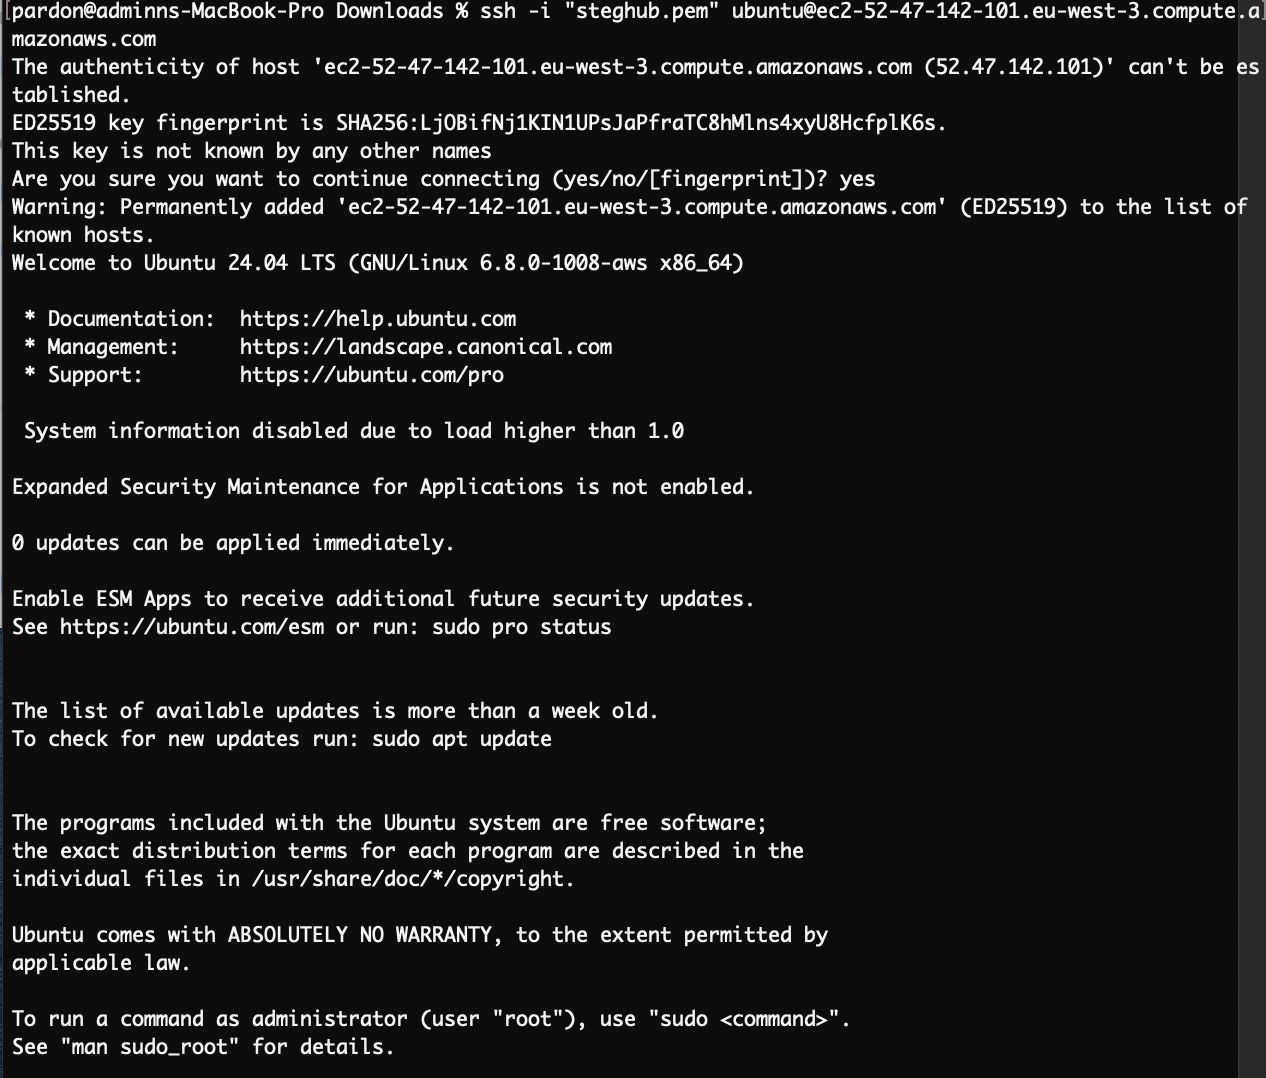 [pardon@adminns-MacBook-Pro Downloads % ssh -i "steghub.pem" ubuntu@ec2-52-47-142-101.eu-west-3.compute.a]
mazonaws.com
The authenticity of host 'ec2-52-47-142-101.eu-west-3.compute.amazonaws.com (52.47.142.101)' can't be es
tablished.
ED25519 key fingerprint is SHA256:LjOBifNj1KIN1UPsJaPfraTC8hMlns4xyU8HcfplK6s.
This key is not known by any other names
Are you sure you want to continue connecting (yes/no/[fingerprint])? yes
Warning: Permanently added 'ec2-52-47-142-101.eu-west-3.compute.amazonaws.com' (ED25519) to the list of
known hosts.
Welcome to Ubuntu 24.04 LTS (GNU/Linux 6.8.0-1008-aws x86_64)
* Documentation:  https://help.ubuntu.com
* Management:     https://landscape.canonical.com
* Support:        https://ubuntu.com/pro
System information disabled due to load higher than 1.0
Expanded Security Maintenance for Applications is not enabled.
0 updates can be applied immediately.
Enable ESM Apps to receive additional future security updates.
See https://ubuntu.com/esm or run: sudo pro status
The list of available updates is more than a week old.
To check for new updates run: sudo apt update
The programs included with the Ubuntu system are free software;
the exact distribution terms for each program are described in the
individual files in /usr/share/doc/*/copyright.
Ubuntu comes with ABSOLUTELY NO WARRANTY, to the extent permitted by
applicable law.
To run a command as administrator (user "root"), use "sudo <command>".
See "man sudo_root" for details.